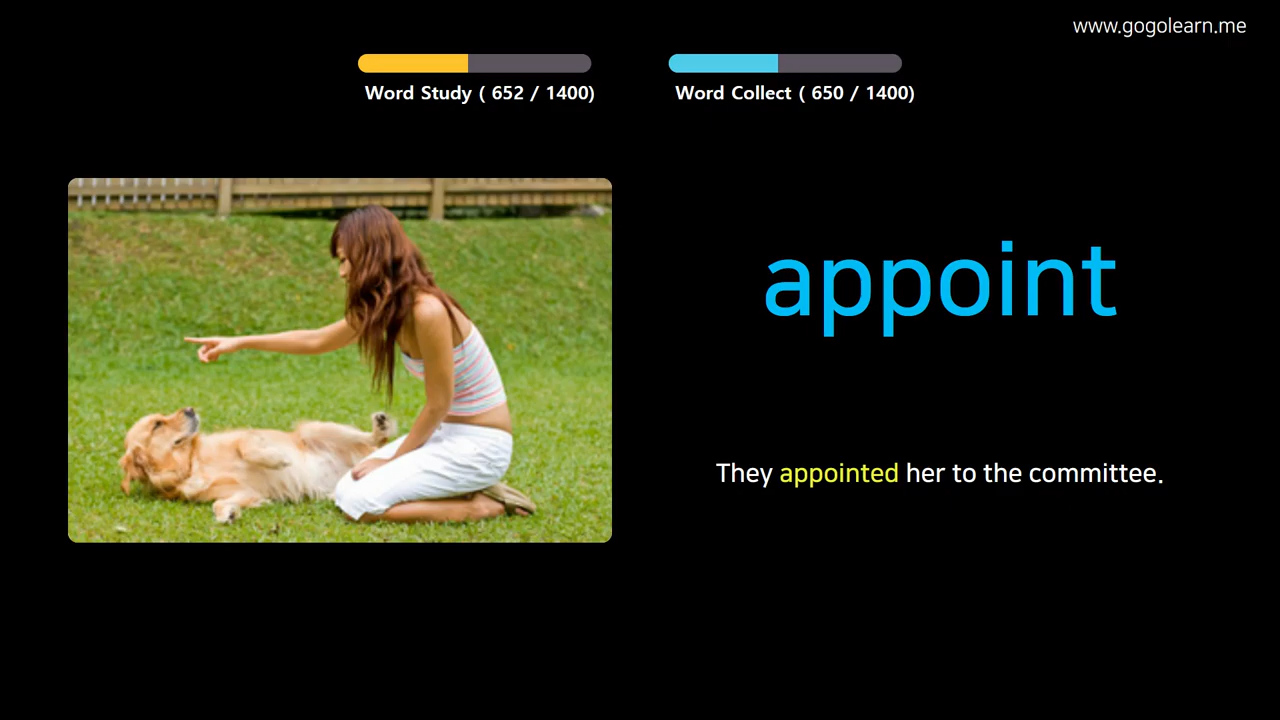 www.gogolearn.me
Word Study ( 652 / 1400)
Word Collect ( 650 / 1400)
appoint
They appointed her to the committee.